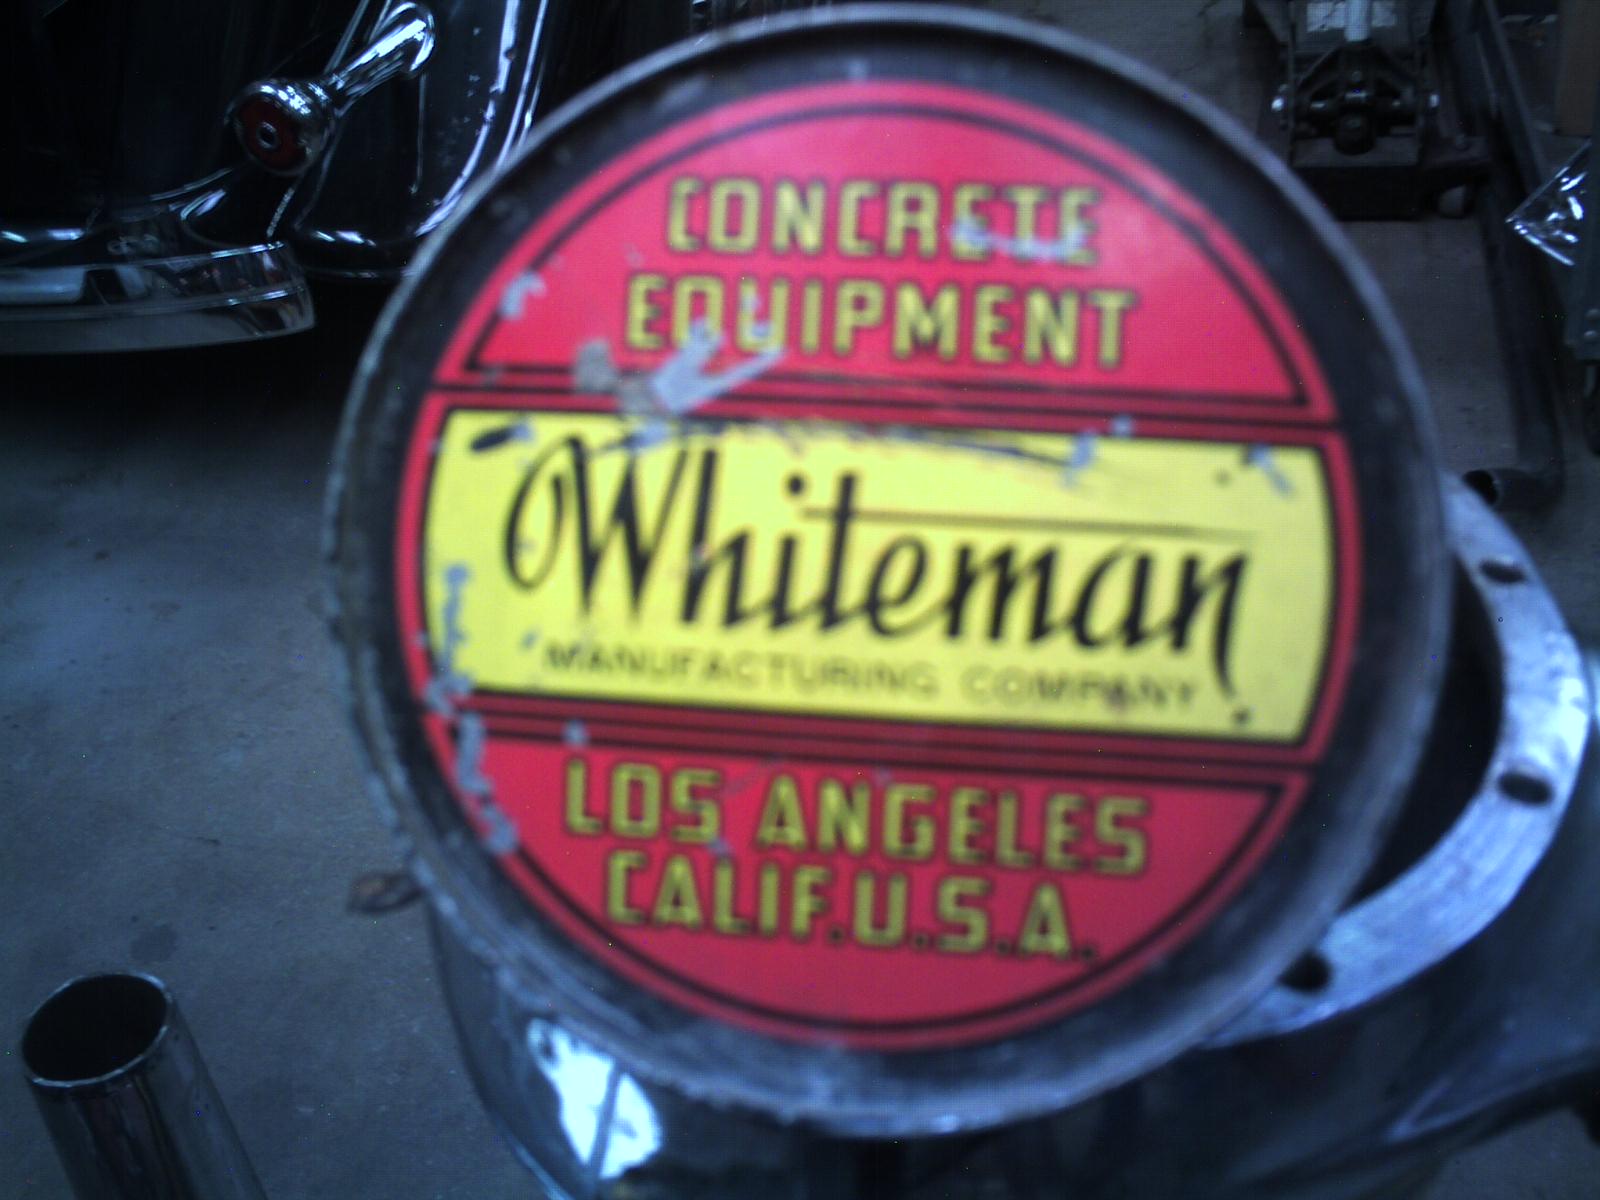 CONCRETE
EQUIPMENT
Whiteman
MANUFACTURING COMPANY
LOS ANGELES
CALIF.U.S.A.